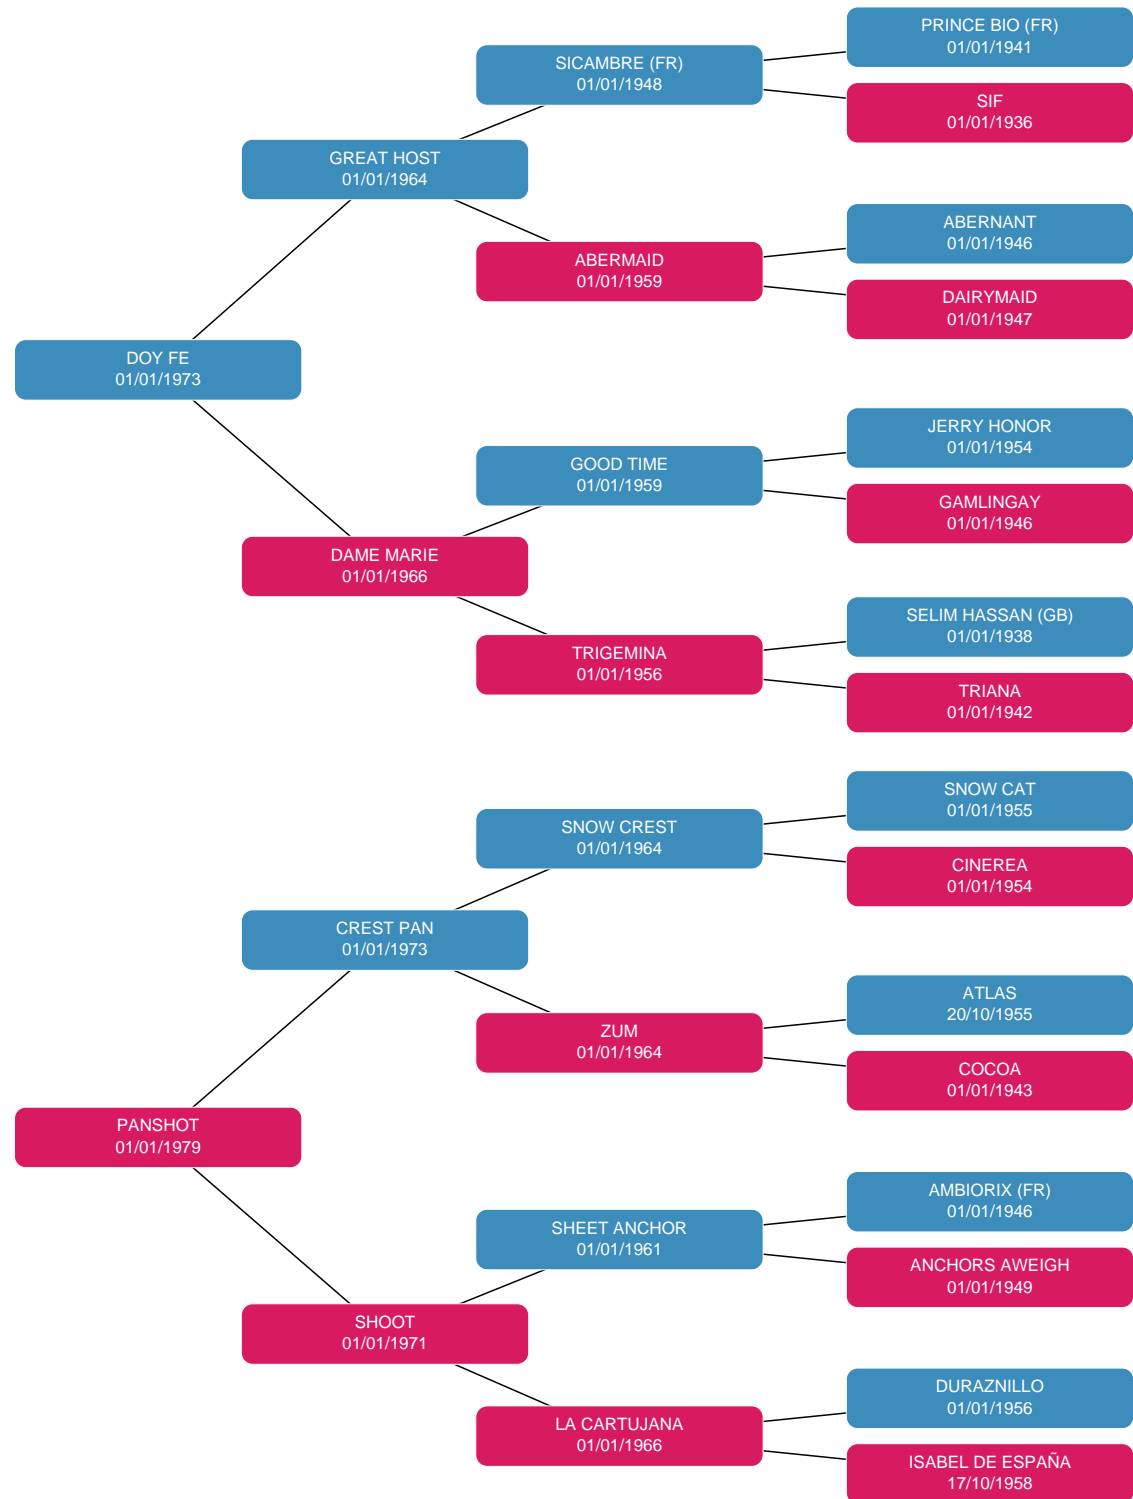 PRINCE BIO (FR)
01/01/1941
SICAMBRE (FR)
01/01/1948
SIF
01/01/1936
GREAT HOST
01/01/1964
ABERNANT
01/01/1946
ABERMAID
01/01/1959
DAIRYMAID
01/01/1947
DOY FE
01/01/1973
JERRY HONOR
01/01/1954
GOOD TIME
01/01/1959
GAMLINGAY
01/01/1946
DAME MARIE
01/01/1966
SELIM HASSAN (GB)
01/01/1938
TRIGEMINA
01/01/1956
TRIANA
01/01/1942
SNOW CAT
01/01/1955
SNOW CREST
01/01/1964
CINEREA
01/01/1954
CREST PAN
01/01/1973
ATLAS
20/10/1955
ZUM
01/01/1964
COCOA
01/01/1943
PANSHOT
01/01/1979
AMBIORIX (FR)
01/01/1946
SHEET ANCHOR
01/01/1961
ANCHORS AWEIGH
01/01/1949
SHOOT
01/01/1971
DURAZNILLO
01/01/1956
LA CARTUJANA
01/01/1966
ISABEL DE ESPAÑA
17/10/1958